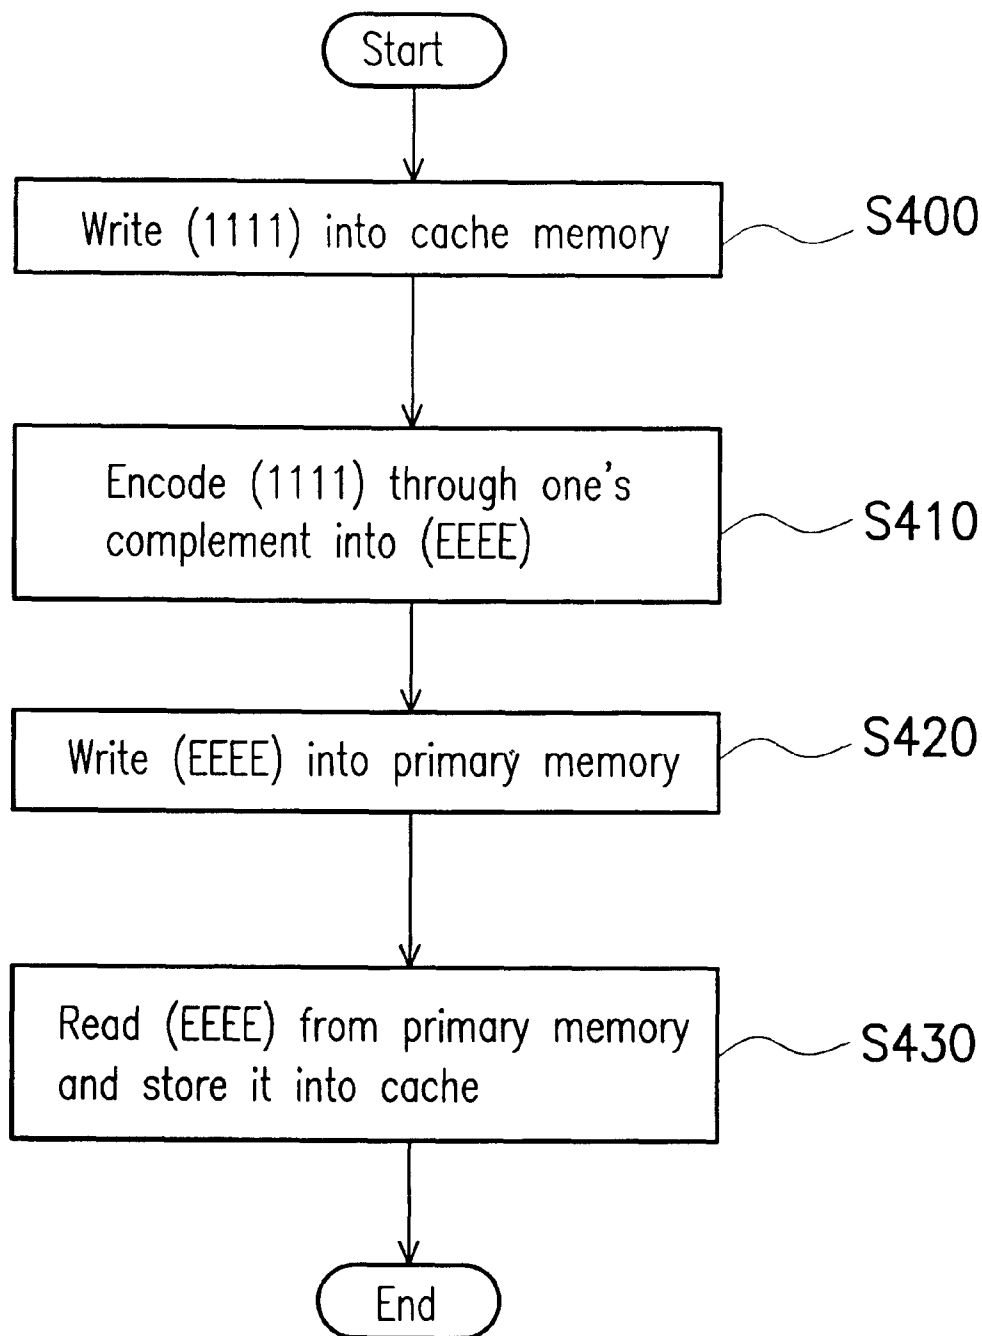 Start
Write (1111) into cache memory
S400
Encode (1111) through one's
complement into (EEEE)
S410
Write (EEEE) into primary memory
S420
Read (EEEE) from primary memory
and store it into cache
S430
End